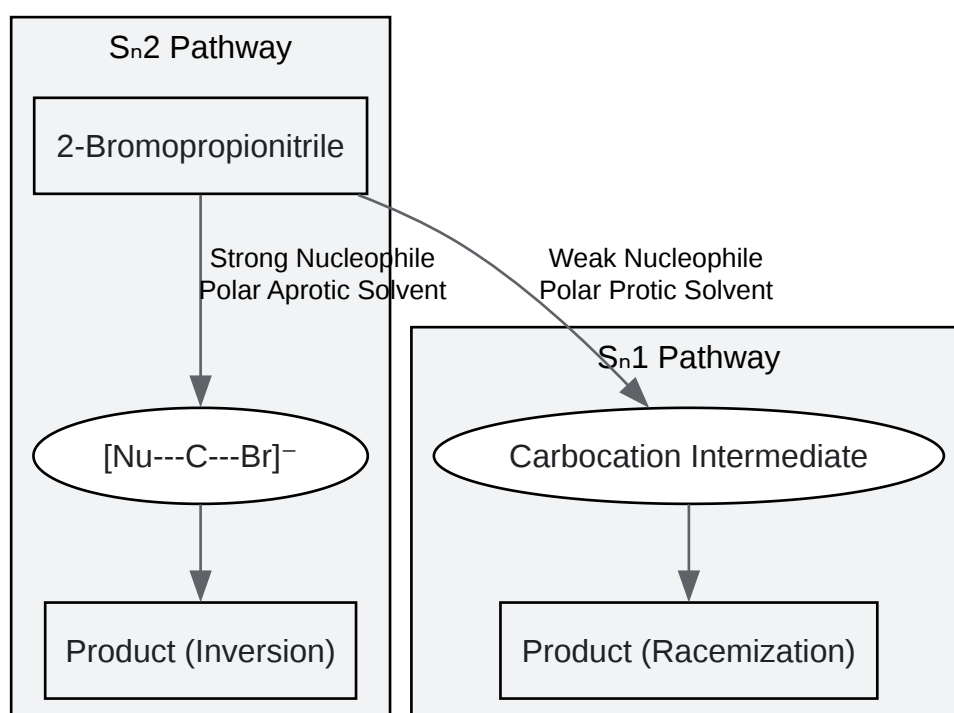 Sₙ2 Pathway
2-Bromopropionitrile
Strong Nucleophile
Polar Aprotic Solvent
Weak Nucleophile
Polar Protic Solvent
Sₙ1 Pathway
[Nu---C---Br]⁻
Carbocation Intermediate
Product (Inversion)
Product (Racemization)